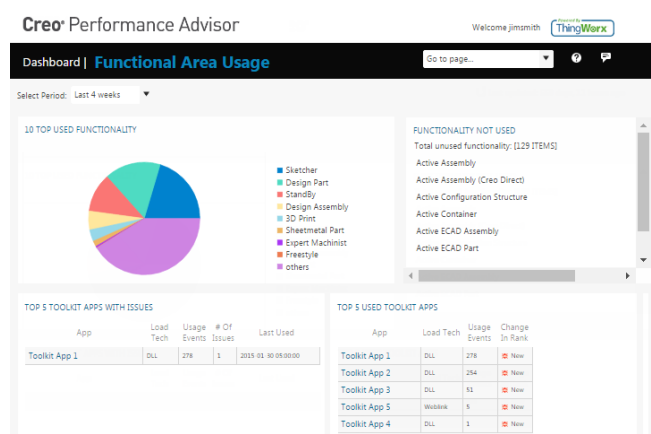 Creo® Performance Advisor
Welcome jimsmith
Powered By
ThingWorx
Dashboard | Functional Area Usage
Go to page...
Select Period: Last 4 weeks
10 TOP USED FUNCTIONALITY
Sketcher
Design Part
StandBy
Design Assembly
3D Print
Sheetmetal Part
Expert Machinist
Freestyle
others
FUNCTIONALITY NOT USED
Total unused functionality: [129 ITEMS]
Active Assembly
Active Assembly (Creo Direct)
Active Configuration Structure
Active Container
Active ECAD Assembly
Active ECAD Part
TOP 5 TOOLKIT APPS WITH ISSUES
App Load Tech Usage Events # Of Issues Last Used
Toolkit App 1 DLL 278 1 2015-01-30 05:00:00
TOP 5 USED TOOLKIT APPS
App Load Tech Usage Events Change In Rank
Toolkit App 1 DLL 278 New
Toolkit App 2 DLL 254 New
Toolkit App 3 DLL 51 New
Toolkit App 5 Weblink 5 New
Toolkit App 4 DLL 1 New